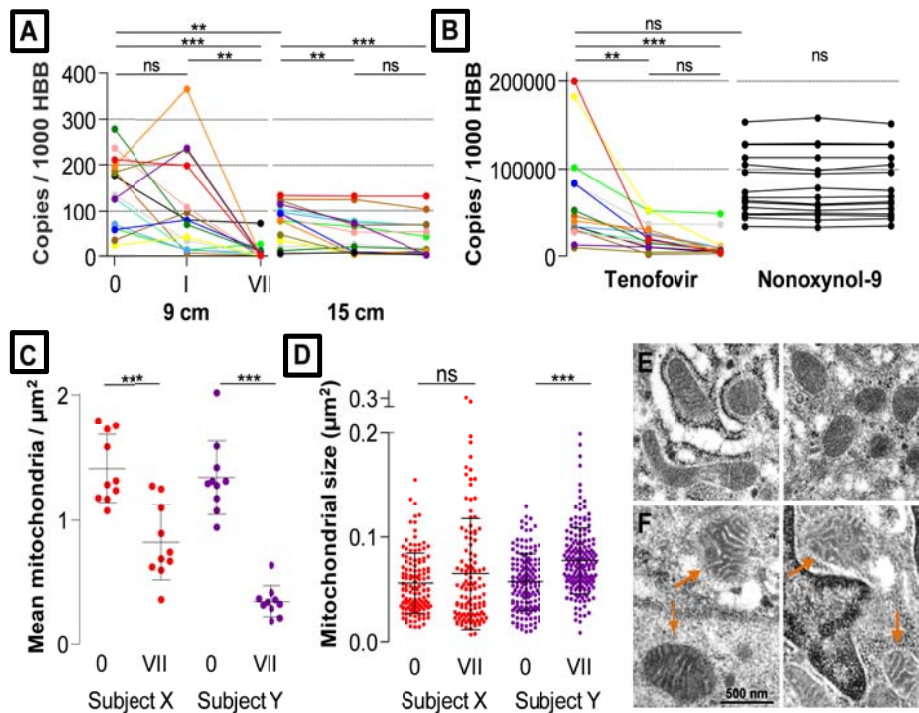 A
**
***
***
ns
**
**
ns
Copies / 1000 HBB
400
300
200
100
0
0
I
VII
9 cm
15 cm
B
ns
***
**
ns
ns
Copies / 1000 HBB
200000
100000
0
Tenofovir
Nonoxynol-9
C
***
***
Mean mitochondria / µm²
2
1
0
0
VII
0
VII
Subject X
Subject Y
D
ns
***
Mitochondrial size (µm²)
0.3
0.2
0.1
0.0
0
VII
0
VII
Subject X
Subject Y
E
F
500 nm